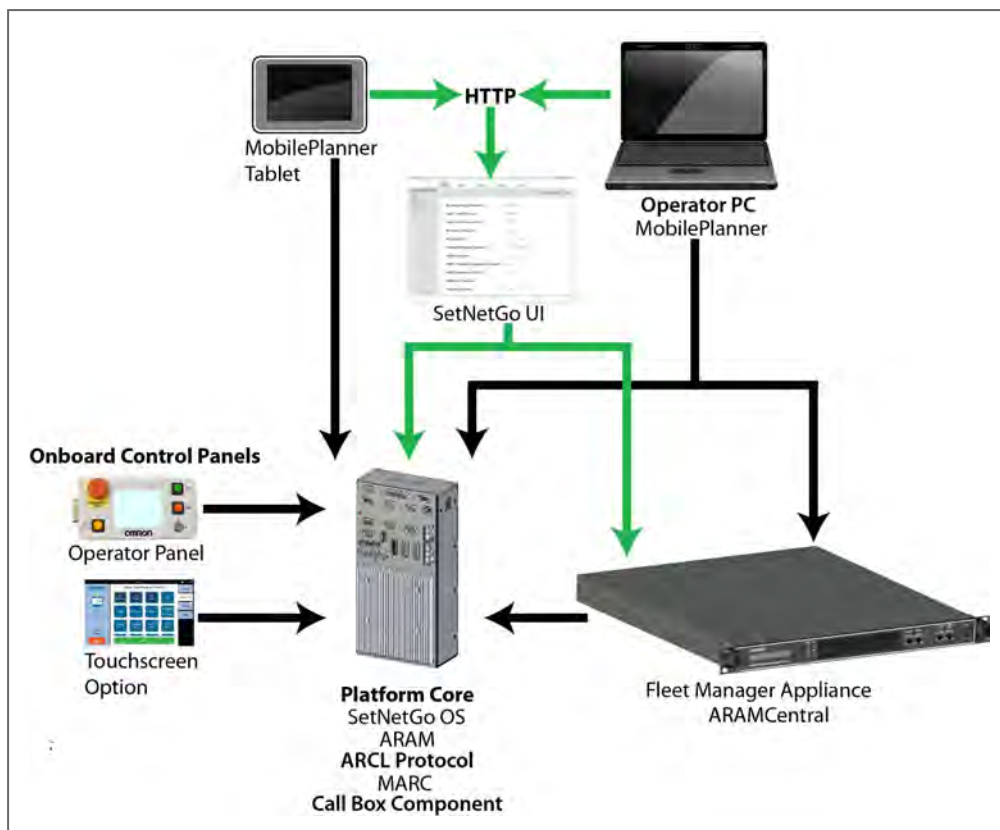 HTTP
MobilePlanner
Tablet
Operator PC
MobilePlanner
SetNetGo UI
Onboard Control Panels
OMRON
Operator Panel
Touchscreen
Option
Platform Core
SetNetGo OS
ARAM
ARCL Protocol
MARC
Call Box Component
Fleet Manager Appliance
ARAMCentral